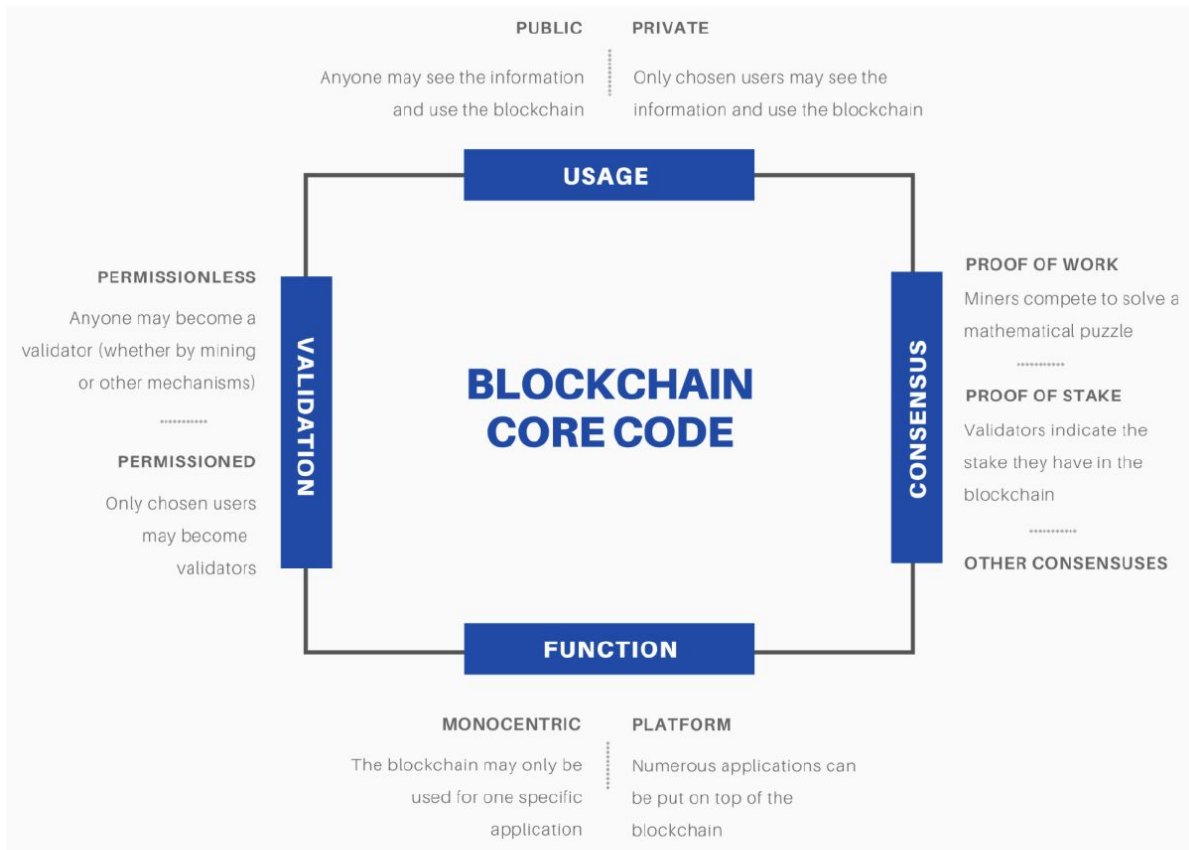 PUBLIC
Anyone may see the information
and use the blockchain
PRIVATE
Only chosen users may see the
information and use the blockchain
USAGE
PERMISSIONLESS
Anyone may become a
validator (whether by mining
or other mechanisms)
PERMISSIONED
Only chosen users
may become
validators
VALIDATION
BLOCKCHAIN
CORE CODE
CONSENSUS
PROOF OF WORK
Miners compete to solve a
mathematical puzzle
PROOF OF STAKE
Validators indicate the
stake they have in the
blockchain
OTHER CONSENSUSES
FUNCTION
MONOCENTRIC
The blockchain may only be
used for one specific
application
PLATFORM
Numerous applications can
be put on top of the
blockchain